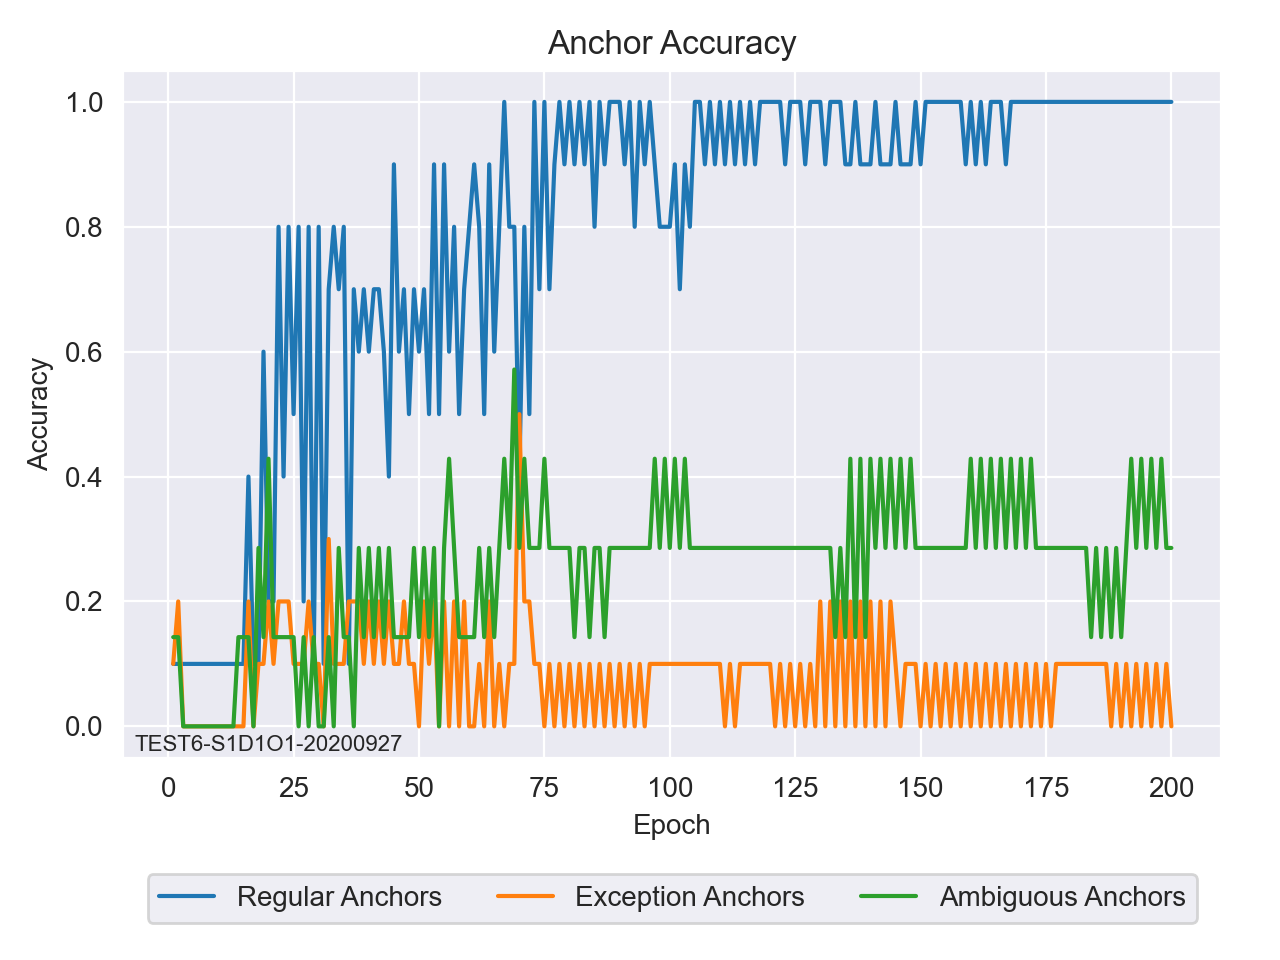 Anchor Accuracy
1.0
0.8
0.6
0.4
0.2
0.0
Accuracy
TEST6-S1D1O1-20200927
0 25 50 75 100 125 150 175 200
Epoch
Regular Anchors Exception Anchors Ambiguous Anchors